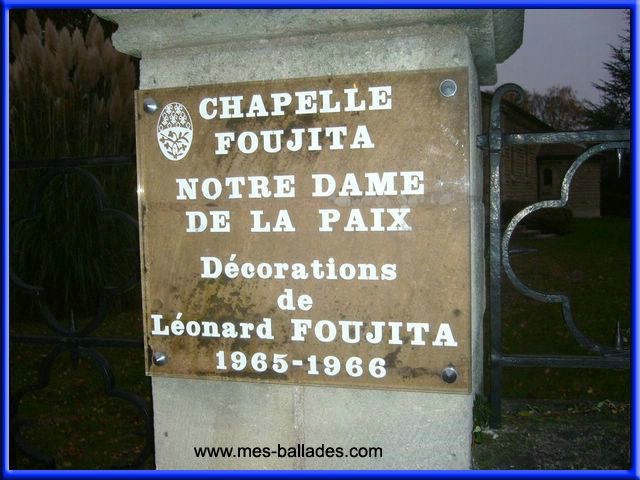 CHAPELLE
FOUJITA
NOTRE DAME
DE LA PAIX
Décorations
de
Léonard FOUJITA
1965-1966
www.mes-ballades.com